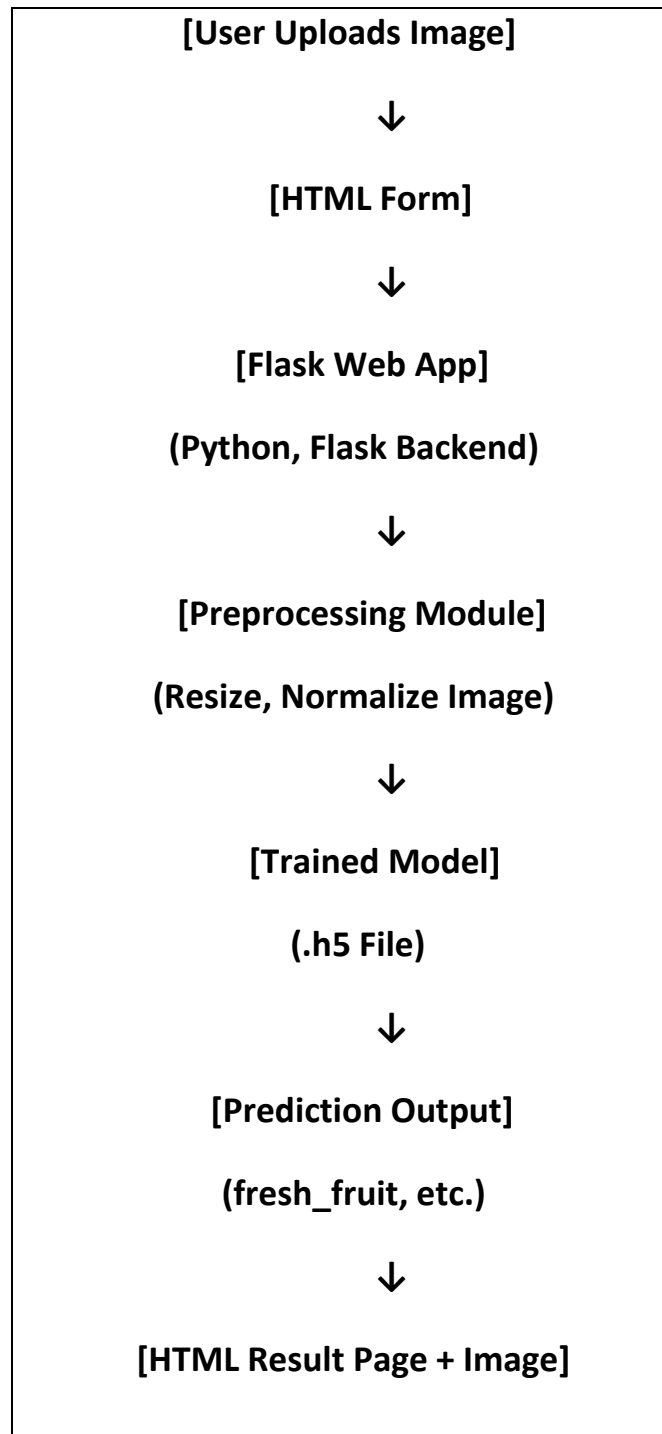 [User Uploads Image]
↓
[HTML Form]
↓
[Flask Web App]
(Python, Flask Backend)
↓
[Preprocessing Module]
(Resize, Normalize Image)
↓
[Trained Model]
(.h5 File)
↓
[Prediction Output]
(fresh_fruit, etc.)
↓
[HTML Result Page + Image]